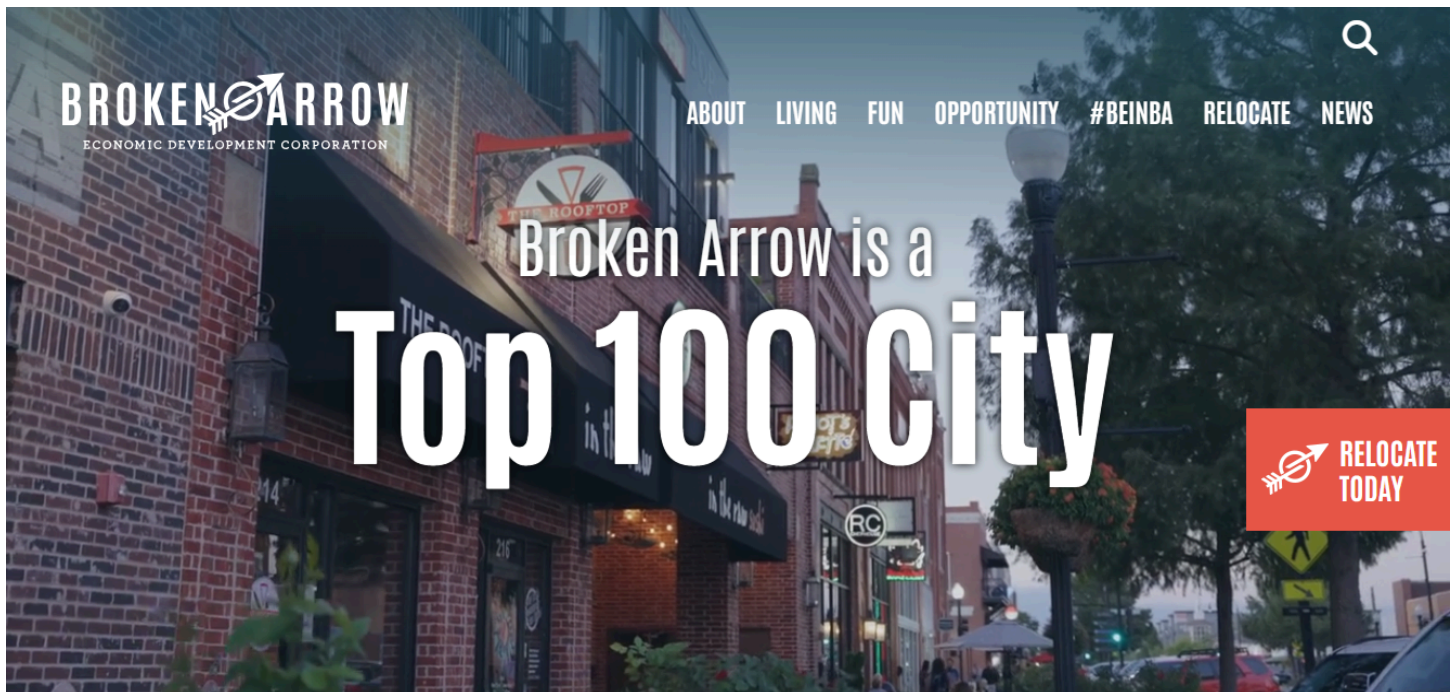 BROKEN ARROW
ECONOMIC DEVELOPMENT CORPORATION
ABOUT LIVING FUN OPPORTUNITY #BEINBA RELOCATE NEWS
THE ROOFTOP
Broken Arrow is a
Top 100 City
in the raw
in the raw sushi
RELOCATE
TODAY
RC
214
216